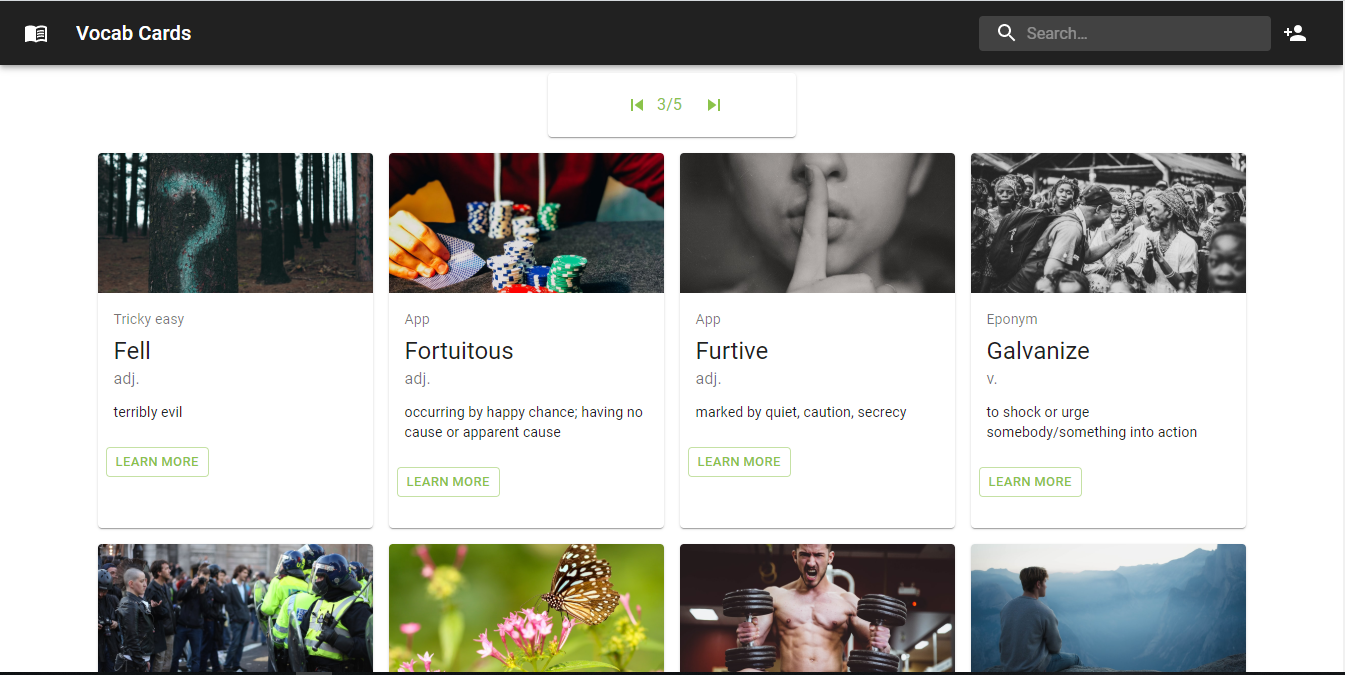 Vocab Cards
Search...
3/5
Tricky easy
Fell
adj.
terribly evil
LEARN MORE
App
Fortuitous
adj.
occurring by happy chance; having no
cause or apparent cause
LEARN MORE
App
Furtive
adj.
marked by quiet, caution, secrecy
LEARN MORE
Eponym
Galvanize
v.
to shock or urge
somebody/something into action
LEARN MORE